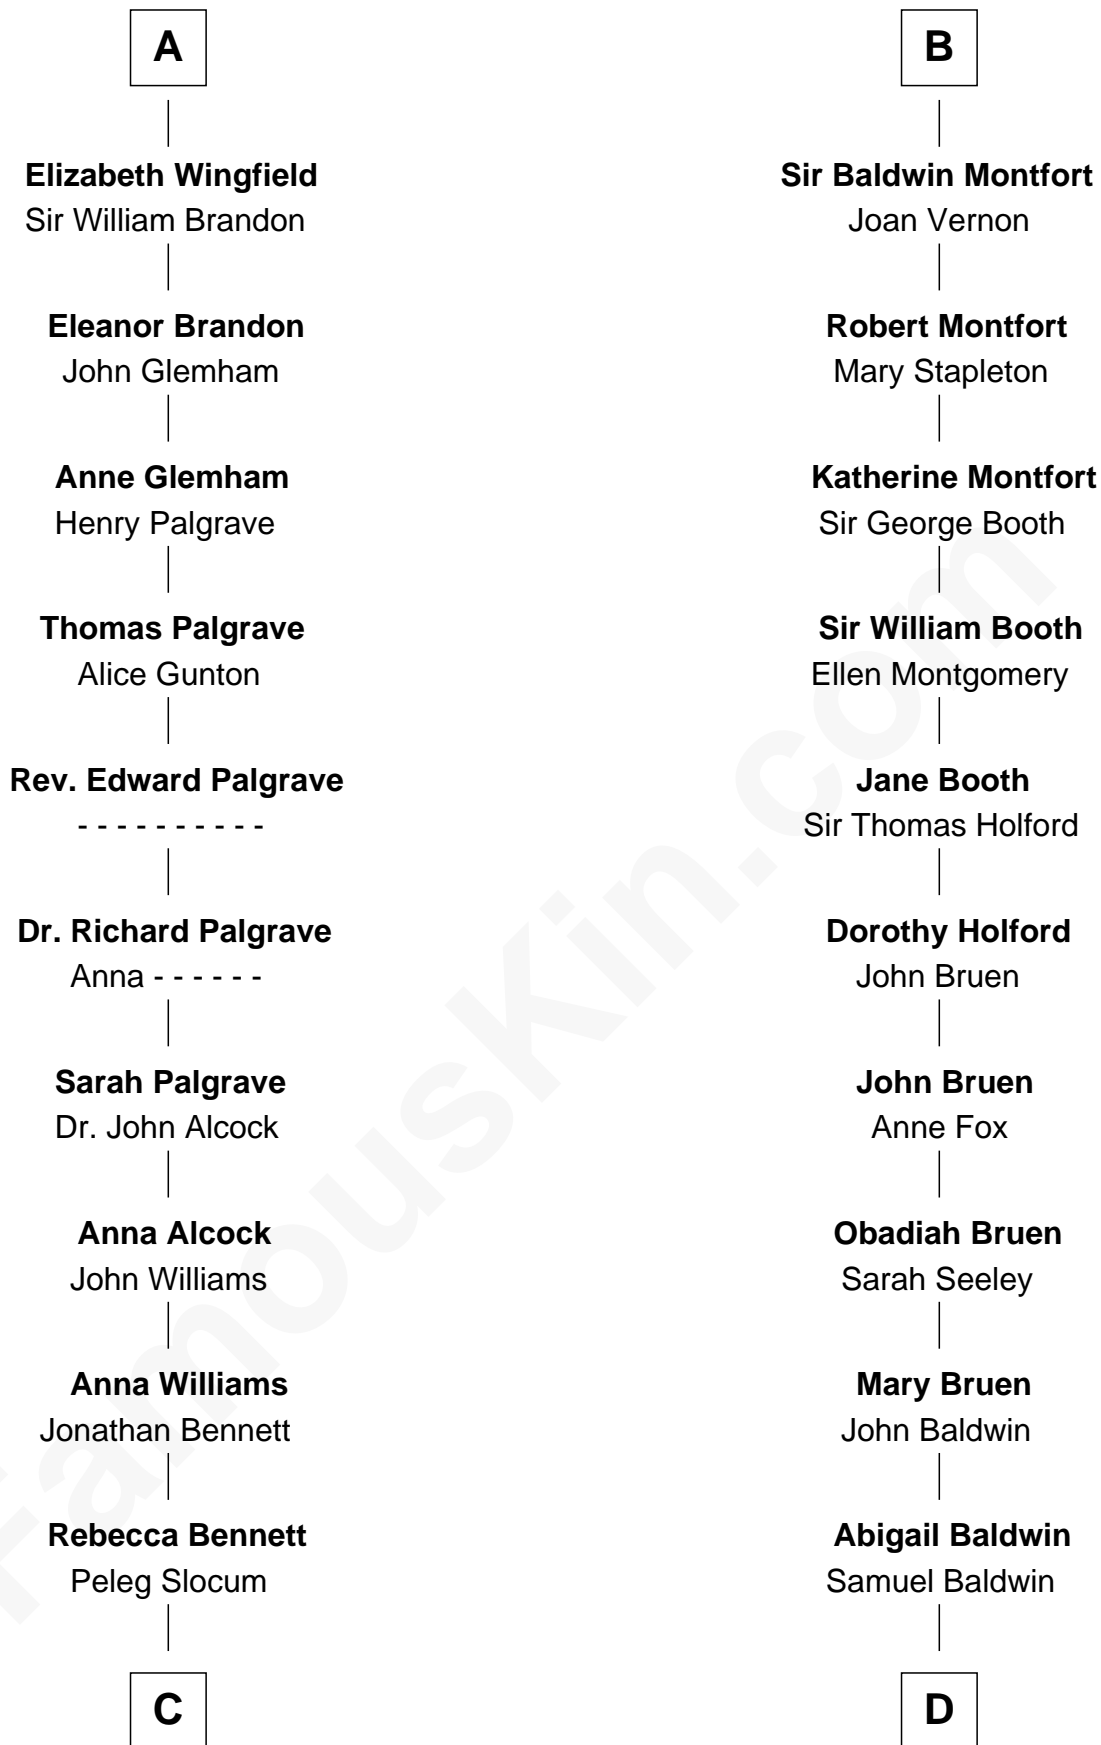 A
Elizabeth Wingfield
Sir William Brandon
Eleanor Brandon
John Glemham
Anne Glemham
Henry Palgrave
Thomas Palgrave
Alice Gunton
Rev. Edward Palgrave
- - - - - - - - - -
Dr. Richard Palgrave
Anna - - - - - -
Sarah Palgrave
Dr. John Alcock
Anna Alcock
John Williams
Anna Williams
Jonathan Bennett
Rebecca Bennett
Peleg Slocum
C
B
Sir Baldwin Montfort
Joan Vernon
Robert Montfort
Mary Stapleton
Katherine Montfort
Sir George Booth
Sir William Booth
Ellen Montgomery
Jane Booth
Sir Thomas Holford
Dorothy Holford
John Bruen
John Bruen
Anne Fox
Obadiah Bruen
Sarah Seeley
Mary Bruen
John Baldwin
Abigail Baldwin
Samuel Baldwin
D
FamousKin.com